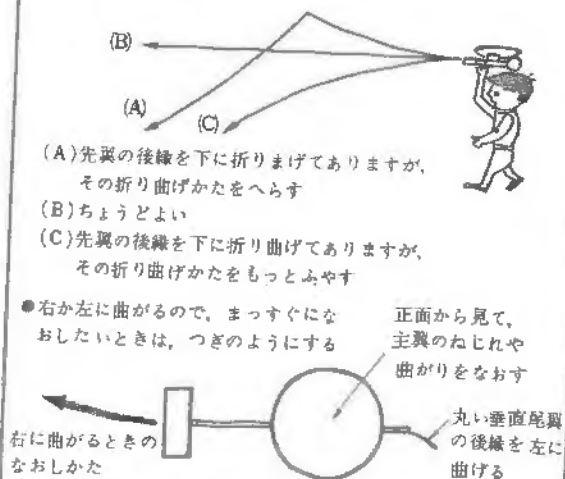 (B)
(A)
(C)
(A)先翼の後縁を下に折りまげてありますが、
その折り曲げかたをへらす
(B)ちょうどよい
(C)先翼の後縁を下に折り曲げてありますが、
その折り曲げかたをもっとふやす
●右か左に曲がるので，まっすぐにな
おしたいときは，つぎのようにする
正面から見て，
主翼のねじれや
曲がりをなおす
右に曲がるときの
なおしかた
丸い垂直尾翼
の後縁を左に
曲げる